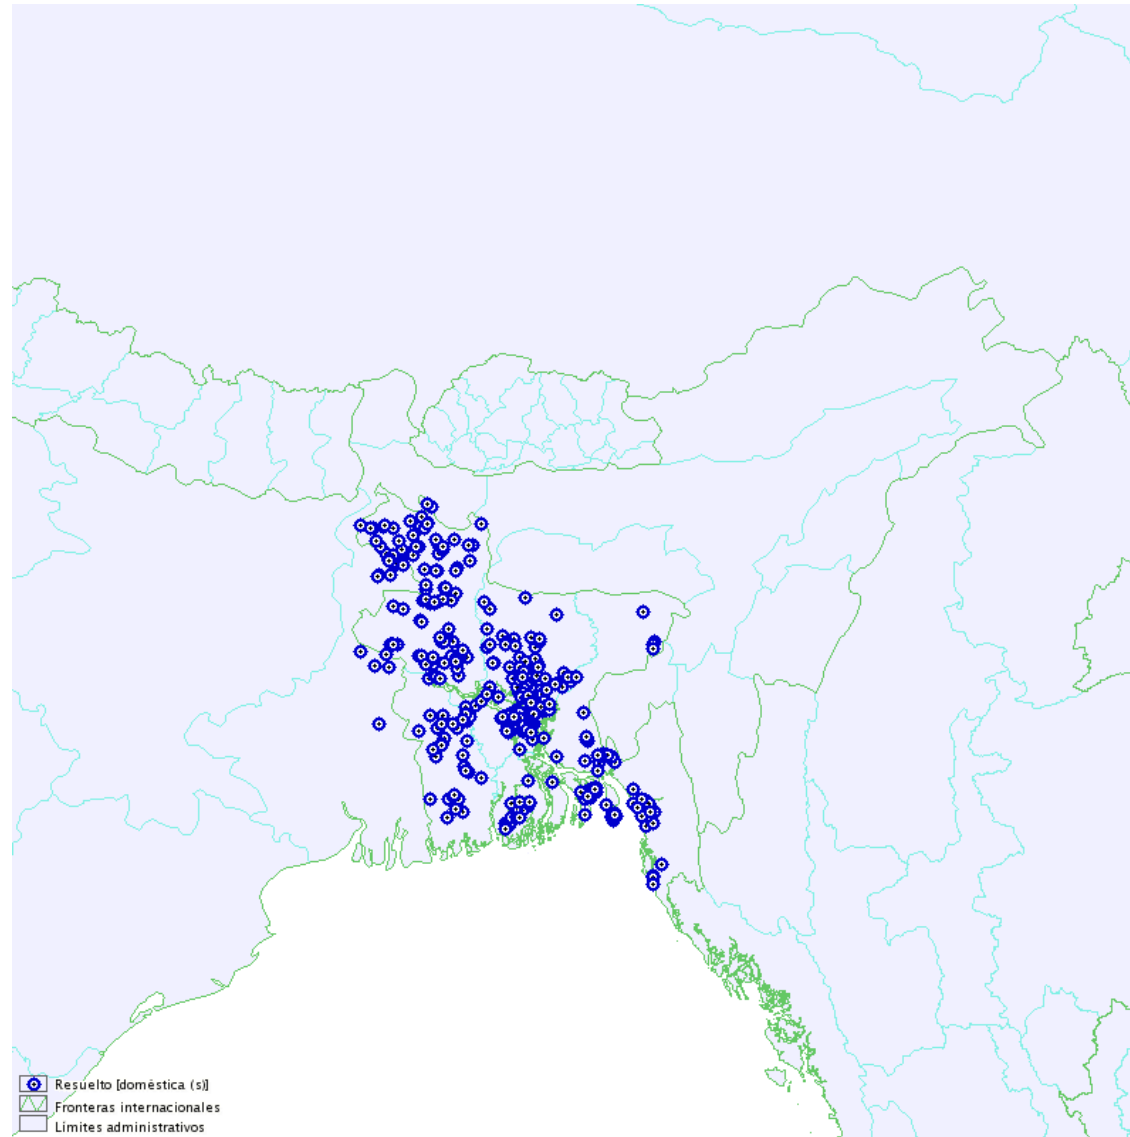 Resuelto [doméstica (s)]
Fronteras internacionales
Límites administrativos